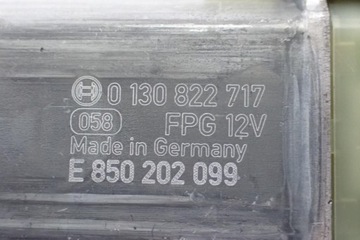 0 130 822 717
058 FPG 12V
Made in Germany
E 850 202 099